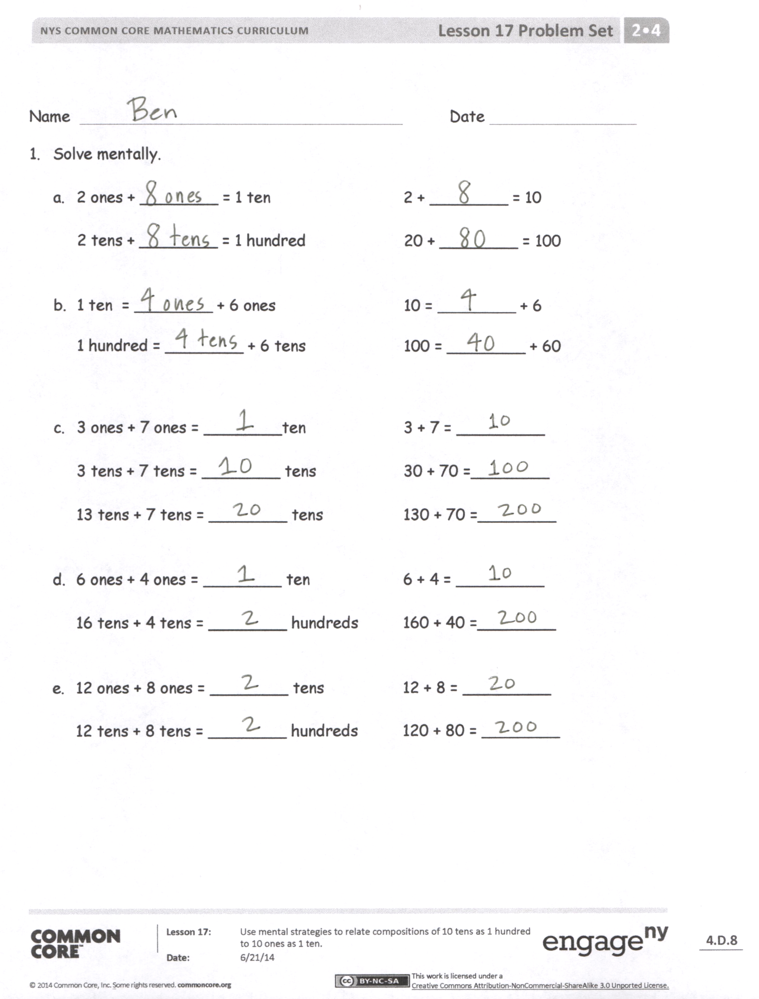 NYS COMMON CORE MATHEMATICS CURRICULUM Lesson 17 Problem Set 2•4
Name Ben Date
1. Solve mentally.
a. 2 ones + 8 ones = 1 ten 2 + 8 = 10
2 tens + 8 tens = 1 hundred 20 + 80 = 100
b. 1 ten = 4 ones + 6 ones 10 = 4 + 6
1 hundred = 4 tens + 6 tens 100 = 40 + 60
c. 3 ones + 7 ones = 1 ten 3 + 7 = 10
3 tens + 7 tens = 10 tens 30 + 70 = 100
13 tens + 7 tens = 20 tens 130 + 70 = 200
d. 6 ones + 4 ones = 1 ten 6 + 4 = 10
16 tens + 4 tens = 2 hundreds 160 + 40 = 200
e. 12 ones + 8 ones = 2 tens 12 + 8 = 20
12 tens + 8 tens = 2 hundreds 120 + 80 = 200
COMMON CORE™
Lesson 17: Use mental strategies to relate compositions of 10 tens as 1 hundred
to 10 ones as 1 ten.
Date: 6/21/14
engageny
4.D.8
© 2014 Common Core, Inc. Some rights reserved. commoncore.org
cc BY-NC-SA
This work is licensed under a
Creative Commons Attribution-NonCommercial-ShareAlike 3.0 Unported License.